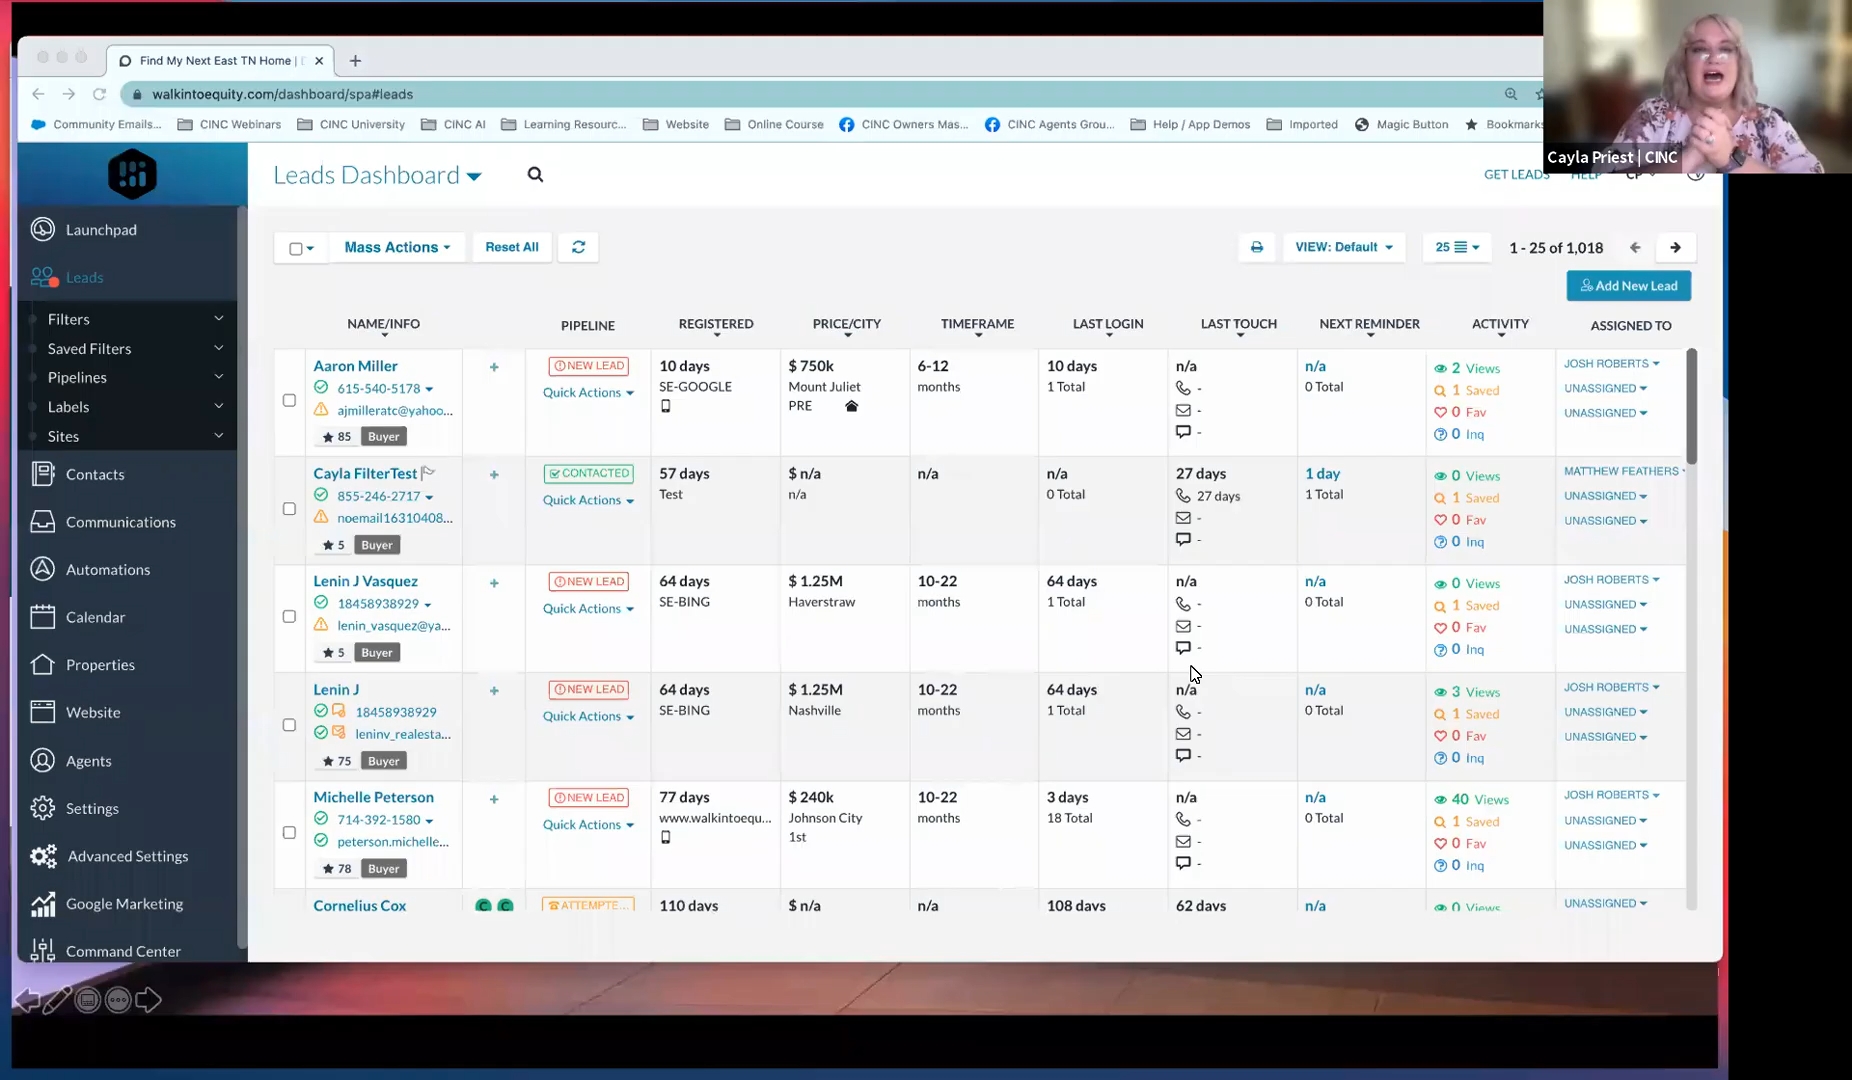 Find My Next East TN Home |
walkintoequity.com/dashboard/spa#leads
Community Emails... CINC Webinars CINC University CINC AI Learning Resourc... Website Online Course CINC Owners Mas... CINC Agents Grou... Help / App Demos Imported Magic Button Bookmarks
Cayla Priest | CINC
Leads Dashboard
GET LEADS HELP CP
Launchpad
Leads
Filters
Saved Filters
Pipelines
Labels
Sites
Contacts
Communications
Automations
Calendar
Properties
Website
Agents
Settings
Advanced Settings
Google Marketing
Command Center
Mass Actions Reset All VIEW: Default 25 1 - 25 of 1,018
Add New Lead
NAME/INFO PIPELINE REGISTERED PRICE/CITY TIMEFRAME LAST LOGIN LAST TOUCH NEXT REMINDER ACTIVITY ASSIGNED TO
Aaron Miller + NEW LEAD 10 days $ 750k 6-12 10 days n/a n/a 2 Views JOSH ROBERTS
615-540-5178 Quick Actions SE-GOOGLE Mount Juliet months 1 Total - 0 Total 1 Saved UNASSIGNED
ajmilleratc@yahoo... PRE - 0 Fav UNASSIGNED
85 Buyer - 0 Inq
Cayla FilterTest + CONTACTED 57 days $ n/a n/a n/a 27 days 1 day 0 Views MATTHEW FEATHERS
855-246-2717 Quick Actions Test n/a 0 Total 27 days 1 Total 1 Saved UNASSIGNED
noemail16310408... - 0 Fav UNASSIGNED
5 Buyer - 0 Inq
Lenin J Vasquez + NEW LEAD 64 days $ 1.25M 10-22 64 days n/a n/a 0 Views JOSH ROBERTS
18458938929 Quick Actions SE-BING Haverstraw months 1 Total - 0 Total 1 Saved UNASSIGNED
lenin_vasquez@ya... - 0 Fav UNASSIGNED
5 Buyer - 0 Inq
Lenin J + NEW LEAD 64 days $ 1.25M 10-22 64 days n/a n/a 3 Views JOSH ROBERTS
18458938929 Quick Actions SE-BING Nashville months 1 Total - 0 Total 1 Saved UNASSIGNED
leninv_realesta... - 0 Fav UNASSIGNED
75 Buyer - 0 Inq
Michelle Peterson + NEW LEAD 77 days $ 240k 10-22 3 days n/a n/a 40 Views JOSH ROBERTS
714-392-1580 Quick Actions www.walkintoequ... Johnson City months 18 Total - 0 Total 1 Saved UNASSIGNED
peterson.michelle... 1st - 0 Fav UNASSIGNED
78 Buyer - 0 Inq
Cornelius Cox C C ATTEMPTE... 110 days $ n/a n/a 108 days 62 days n/a 0 Views UNASSIGNED